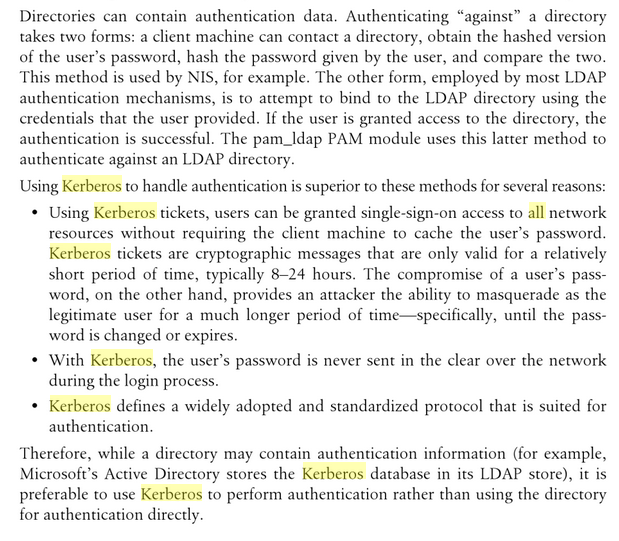 Directories can contain authentication data. Authenticating “against” a directory
takes two forms: a client machine can contact a directory, obtain the hashed version
of the user’s password, hash the password given by the user, and compare the two.
This method is used by NIS, for example. The other form, employed by most LDAP
authentication mechanisms, is to attempt to bind to the LDAP directory using the
credentials that the user provided. If the user is granted access to the directory, the
authentication is successful. The pam_ldap PAM module uses this latter method to
authenticate against an LDAP directory.
Using Kerberos to handle authentication is superior to these methods for several reasons:
• Using Kerberos tickets, users can be granted single-sign-on access to all network
resources without requiring the client machine to cache the user’s password.
Kerberos tickets are cryptographic messages that are only valid for a relatively
short period of time, typically 8–24 hours. The compromise of a user’s pass-
word, on the other hand, provides an attacker the ability to masquerade as the
legitimate user for a much longer period of time—specifically, until the pass-
word is changed or expires.
• With Kerberos, the user’s password is never sent in the clear over the network
during the login process.
• Kerberos defines a widely adopted and standardized protocol that is suited for
authentication.
Therefore, while a directory may contain authentication information (for example,
Microsoft’s Active Directory stores the Kerberos database in its LDAP store), it is
preferable to use Kerberos to perform authentication rather than using the directory
for authentication directly.